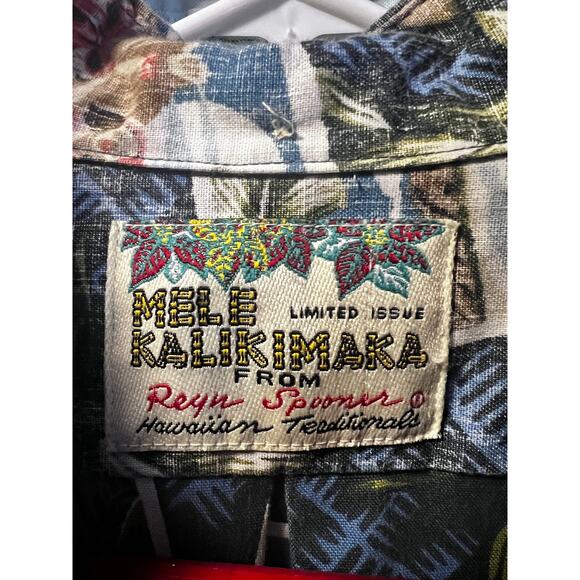 MELE LIMITED ISSUE
KALIKIMAKA
FROM
Reyn Spooner ®
Hawaiian Traditionals